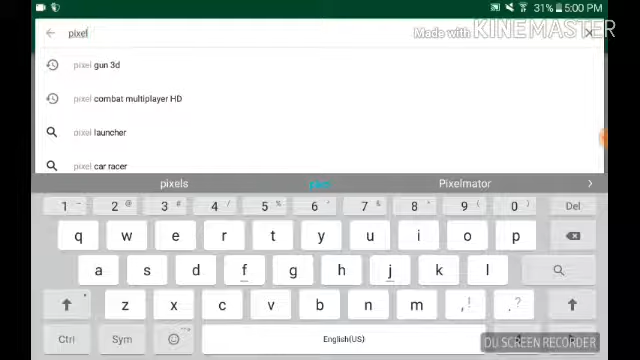 31% 5:00 PM
pixel
Made with KINEMASTER
pixel gun 3d
pixel combat multiplayer HD
pixel launcher
pixel car racer
pixels pixel Pixelmator
1 2 @ 3 # 4 / 5 % 6 ^ 7 & 8 * 9 ( 0 ) Del
q w e r t y u i o p
a s d f g h j k l
z x c v b n m , ! . ?
Ctrl Sym English(US)
DU SCREEN RECORDER